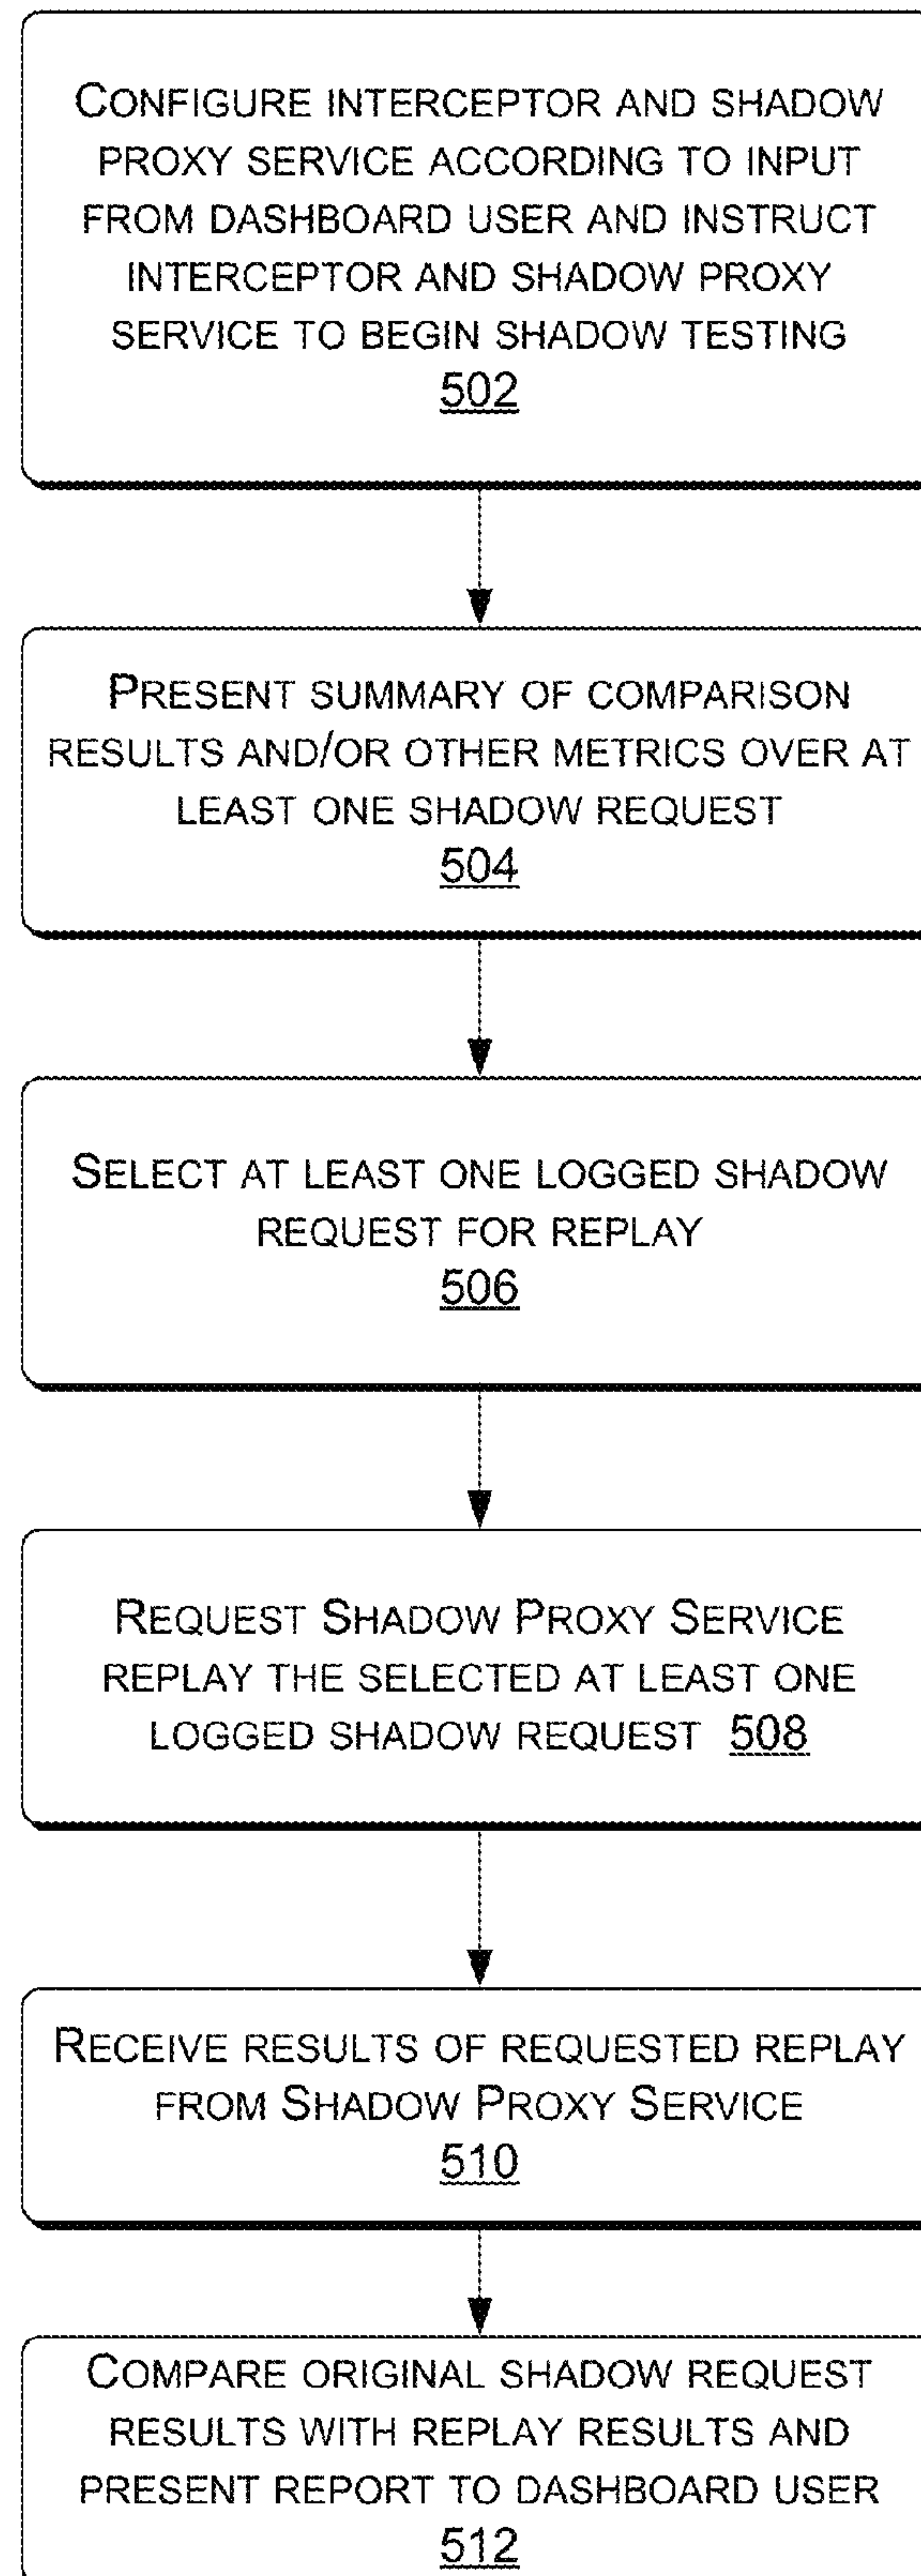 CONFIGURE INTERCEPTOR AND SHADOW
PROXY SERVICE ACCORDING TO INPUT
FROM DASHBOARD USER AND INSTRUCT
INTERCEPTOR AND SHADOW PROXY
SERVICE TO BEGIN SHADOW TESTING
502
PRESENT SUMMARY OF COMPARISON
RESULTS AND/OR OTHER METRICS OVER AT
LEAST ONE SHADOW REQUEST
504
SELECT AT LEAST ONE LOGGED SHADOW
REQUEST FOR REPLAY
506
REQUEST SHADOW PROXY SERVICE
REPLAY THE SELECTED AT LEAST ONE
LOGGED SHADOW REQUEST 508
RECEIVE RESULTS OF REQUESTED REPLAY
FROM SHADOW PROXY SERVICE
510
COMPARE ORIGINAL SHADOW REQUEST
RESULTS WITH REPLAY RESULTS AND
PRESENT REPORT TO DASHBOARD USER
512